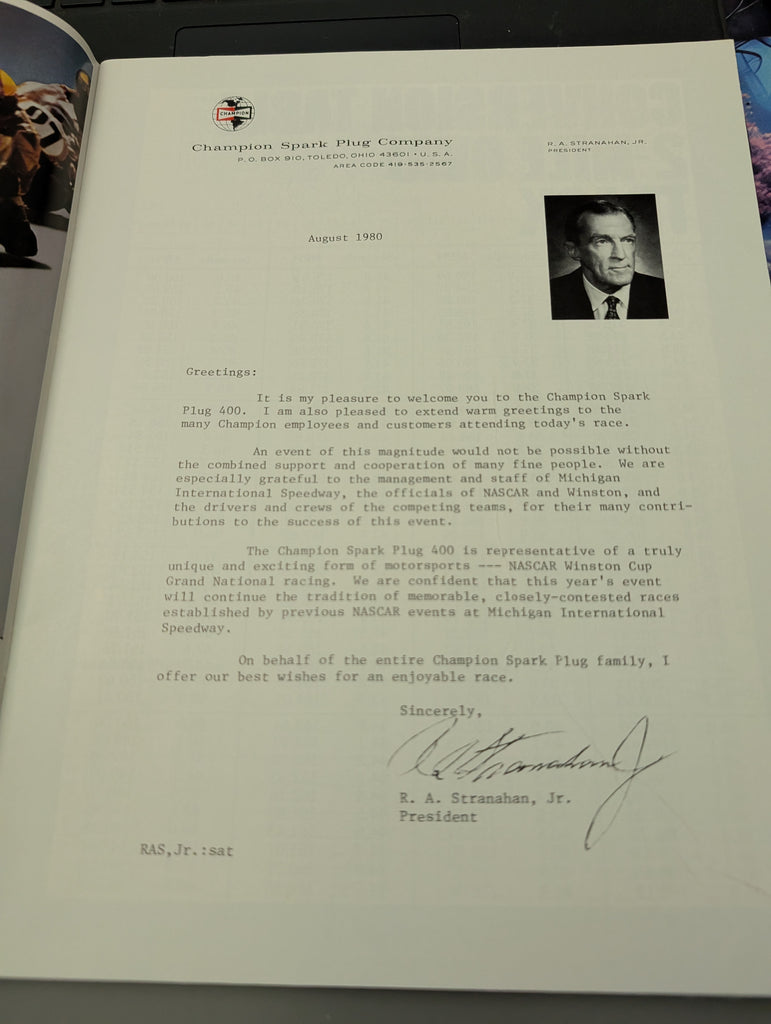 CHAMPION
Champion Spark Plug Company
P. O. BOX 910, TOLEDO, OHIO 43601 • U. S. A.
AREA CODE 419-535-2567
R. A. STRANAHAN, JR.
PRESIDENT
August 1980
Greetings:
It is my pleasure to welcome you to the Champion Spark
Plug 400. I am also pleased to extend warm greetings to the
many Champion employees and customers attending today's race.
An event of this magnitude would not be possible without
the combined support and cooperation of many fine people. We are
especially grateful to the management and staff of Michigan
International Speedway, the officials of NASCAR and Winston, and
the drivers and crews of the competing teams, for their many contri-
butions to the success of this event.
The Champion Spark Plug 400 is representative of a truly
unique and exciting form of motorsports --- NASCAR Winston Cup
Grand National racing. We are confident that this year's event
will continue the tradition of memorable, closely-contested races
established by previous NASCAR events at Michigan International
Speedway.
On behalf of the entire Champion Spark Plug family, I
offer our best wishes for an enjoyable race.
Sincerely,
R A Stranahan Jr
R. A. Stranahan, Jr.
President
RAS,Jr.:sat